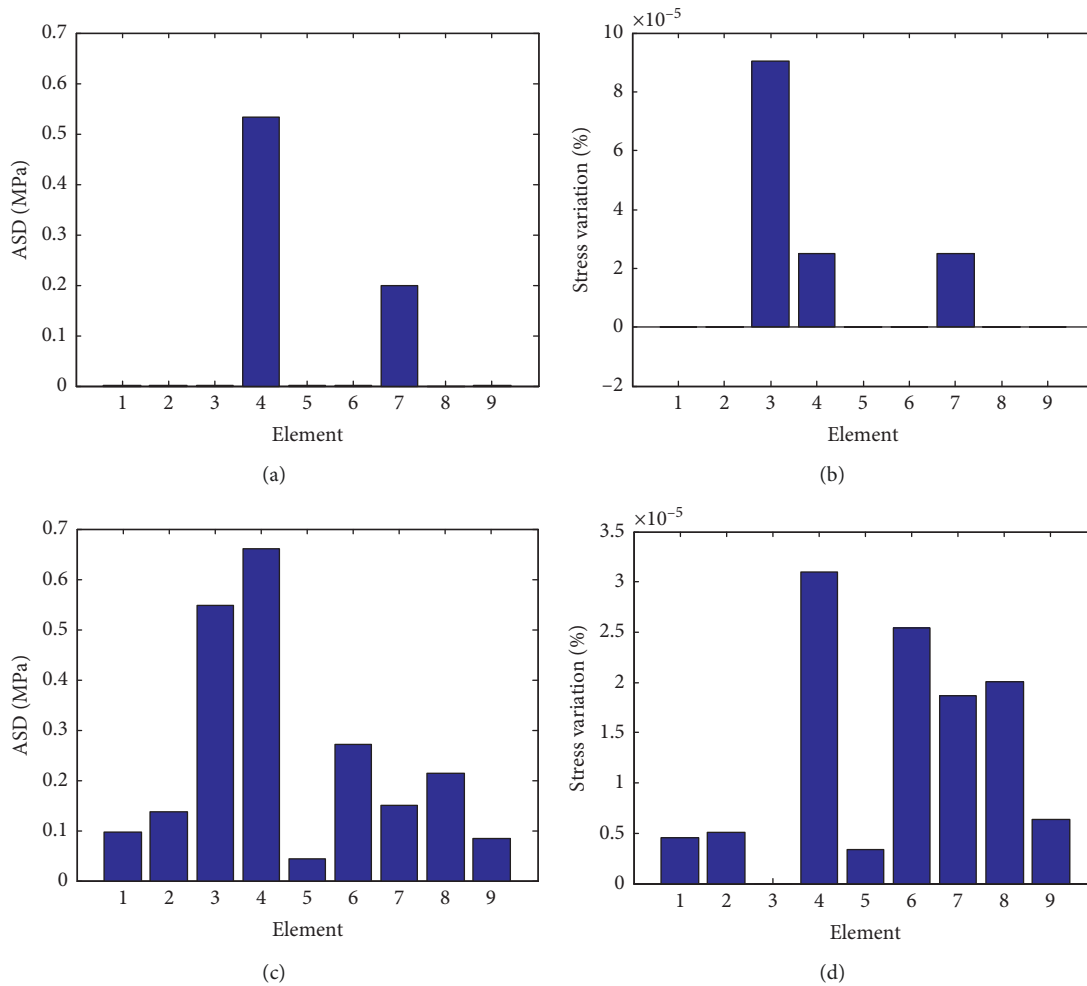 0.7
0.6
0.5
0.4
0.3
0.2
0.1
0
ASD (MPa)
1 2 3 4 5 6 7 8 9
Element
(a)
×10⁻⁵
10
8
6
4
2
0
–2
Stress variation (%)
1 2 3 4 5 6 7 8 9
Element
(b)
0.7
0.6
0.5
0.4
0.3
0.2
0.1
0
ASD (MPa)
1 2 3 4 5 6 7 8 9
Element
(c)
×10⁻⁵
3.5
3
2.5
2
1.5
1
0.5
0
Stress variation (%)
1 2 3 4 5 6 7 8 9
Element
(d)